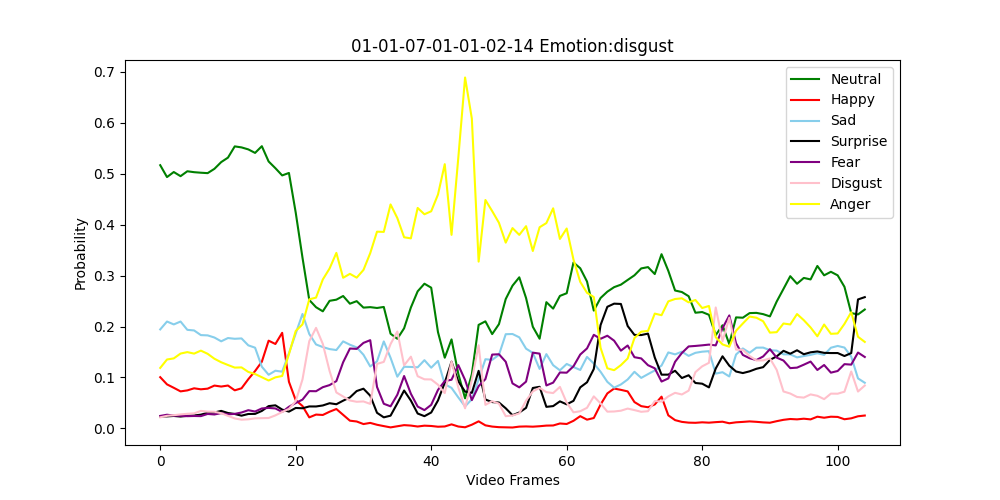 01-01-07-01-01-02-14 Emotion:disgust
0.7
0.6
0.5
0.4
0.3
0.2
0.1
0.0
Probability
0 20 40 60 80 100
Video Frames
Neutral
Happy
Sad
Surprise
Fear
Disgust
Anger